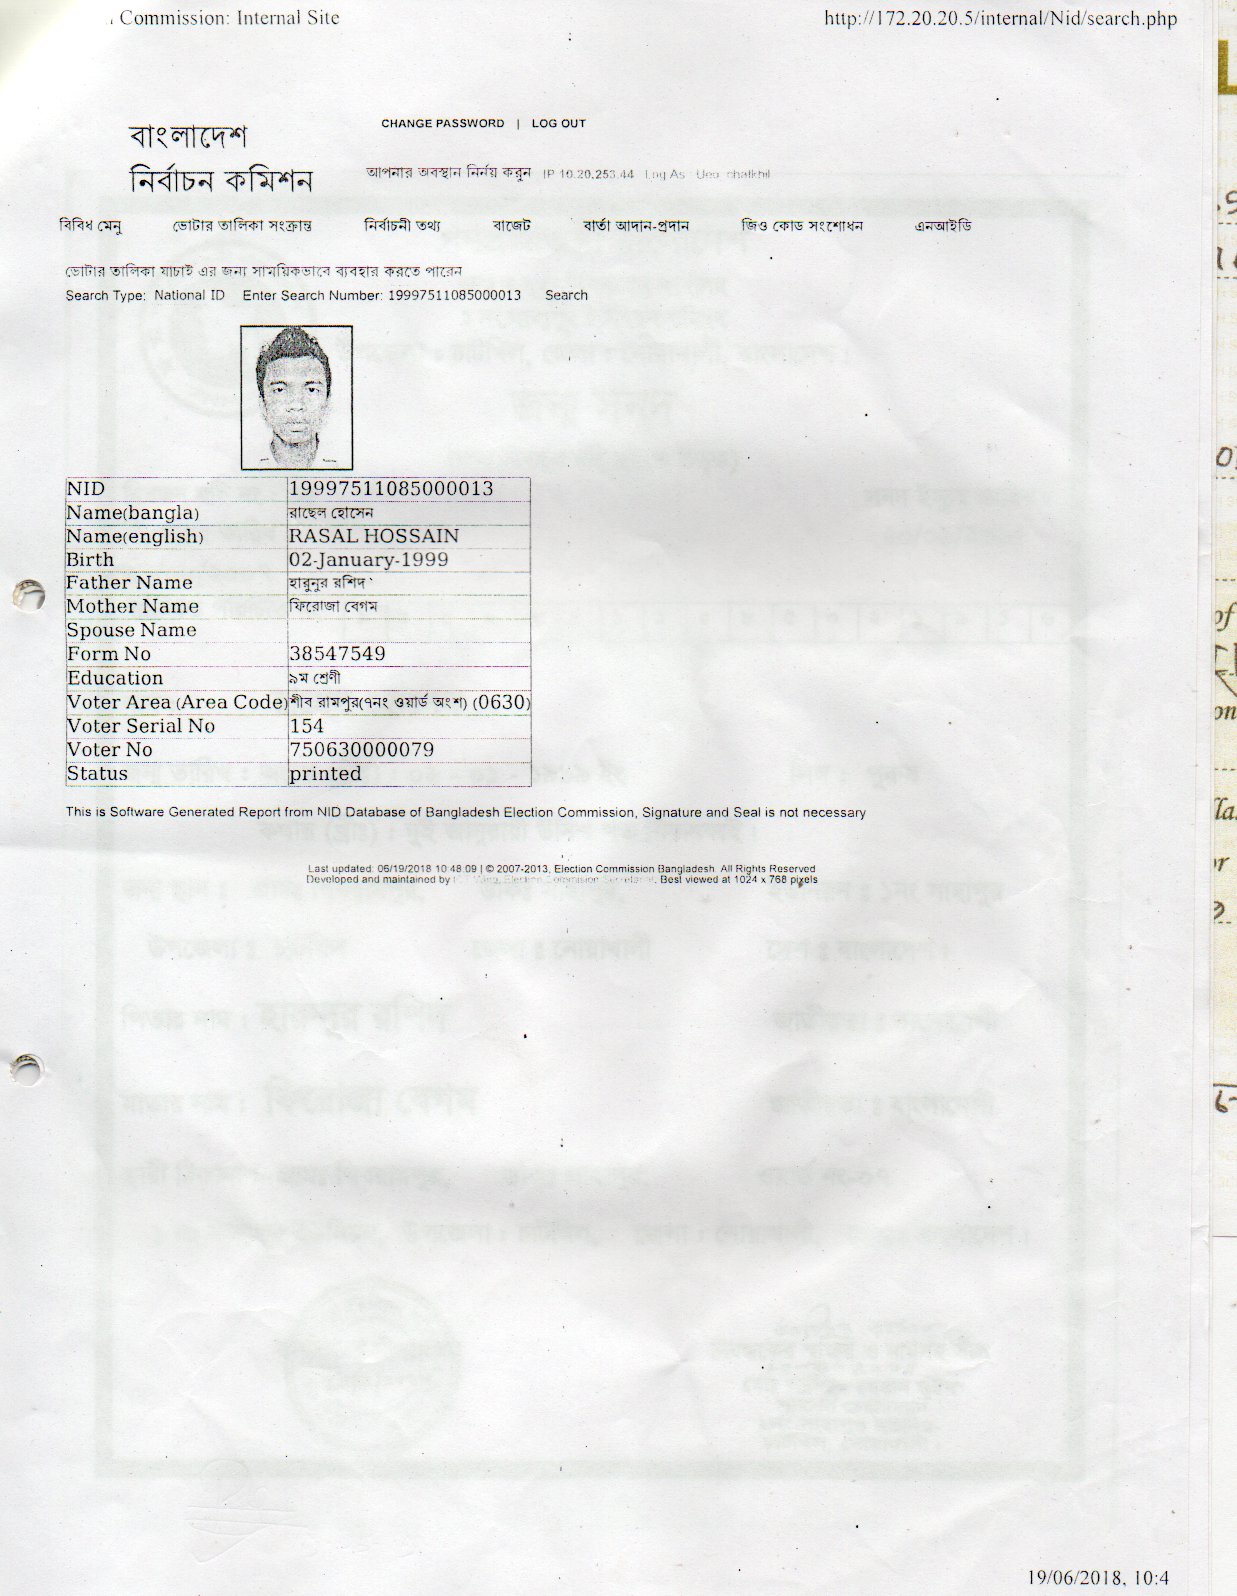 Commission: Internal Site
http://172.20.20.5/internal/Nid/search.php
CHANGE PASSWORD | LOG OUT
বাংলাদেশ
নির্বাচন কমিশন
আপনার অবস্থান নির্নয় করুন IP 10.20.253.44 Log As
বিবিধ মেনু ভোটার তালিকা সংক্রান্ত নির্বাচনী তথ্য বাজেট বার্তা আদান-প্রদান জিও কোড সংশোধন এনআইডি
ভোটার তালিকা যাচাই এর জন্য সাময়িকভাবে ব্যবহার করতে পারেন
Search Type: National ID Enter Search Number: 19997511085000013 Search
NID 19997511085000013
Name(bangla) রাছেল হোসেন
Name(english) RASAL HOSSAIN
Birth 02-January-1999
Father Name হারুনুর রশিদ
Mother Name ফিরোজা বেগম
Spouse Name
Form No 38547549
Education ৯ম শ্রেণী
Voter Area (Area Code) শীব রামপুর(৭নং ওয়ার্ড অংশ) (0630)
Voter Serial No 154
Voter No 750630000079
Status printed
This is Software Generated Report from NID Database of Bangladesh Election Commission, Signature and Seal is not necessary
Last updated: 06/19/2018 10:48:09 | © 2007-2013, Election Commission Bangladesh. All Rights Reserved
Developed and maintained by Best viewed at 1024 x 768 pixels
19/06/2018, 10:4